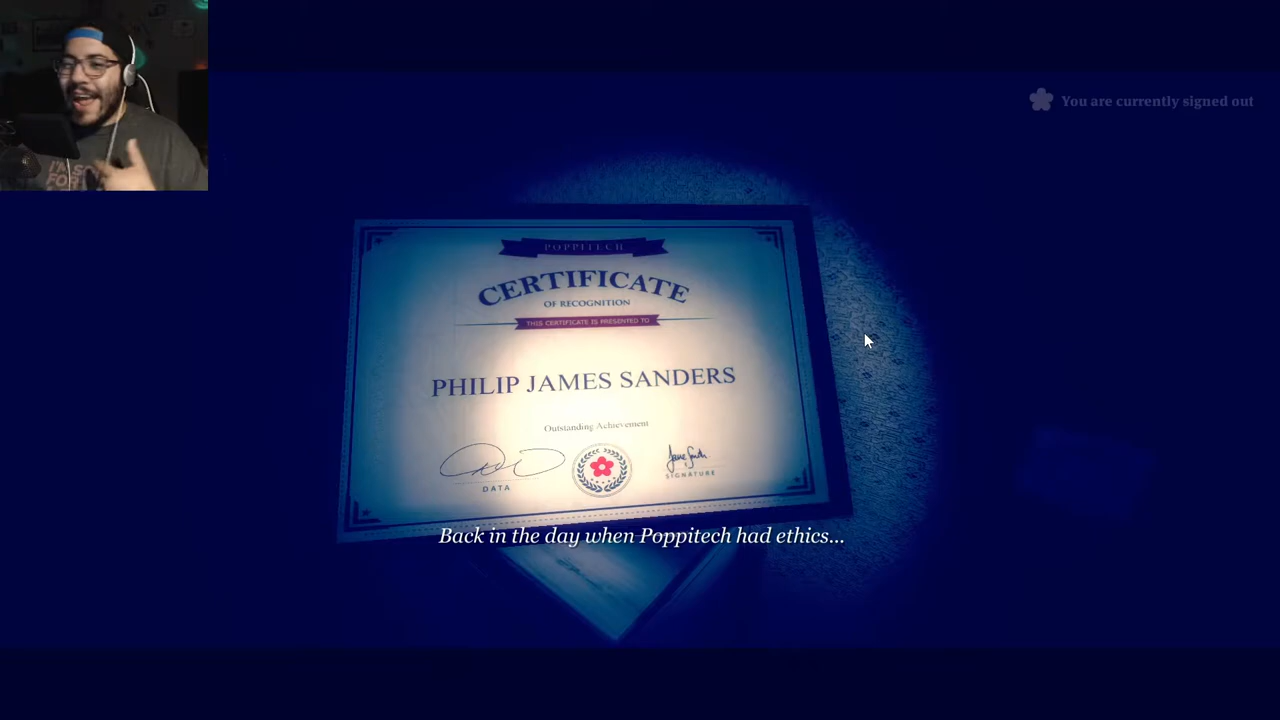 You are currently signed out
POPPITECH
CERTIFICATE
OF RECOGNITION
THIS CERTIFICATE IS PRESENTED TO
PHILIP JAMES SANDERS
Outstanding Achievement
DATA
SIGNATURE
Back in the day when Poppitech had ethics...